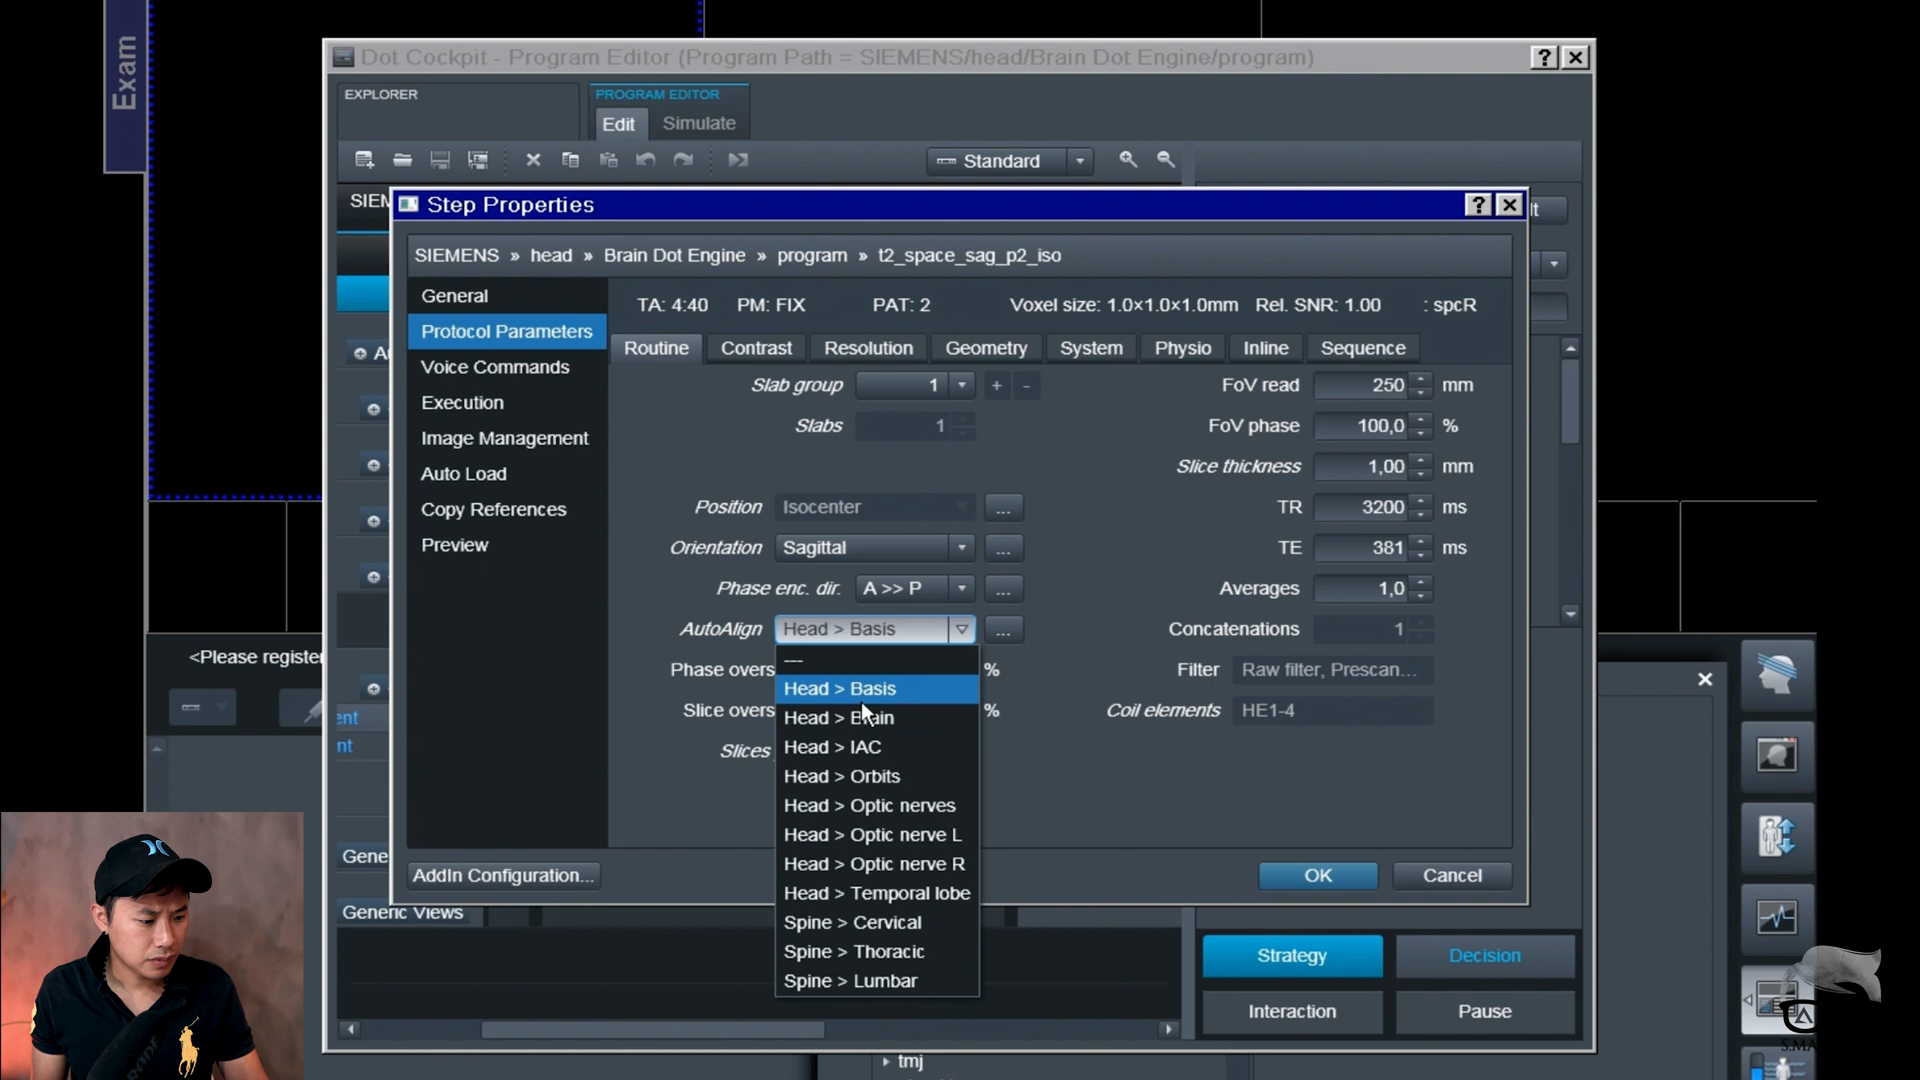 Exam
Dot Cockpit - Program Editor (Program Path = SIEMENS/head/Brain Dot Engine/program)
?
EXPLORER
PROGRAM EDITOR
Edit
Simulate
Standard
SIEM
Step Properties
?
lt
SIEMENS » head » Brain Dot Engine » program » t2_space_sag_p2_iso
General
Protocol Parameters
Voice Commands
Execution
Image Management
Auto Load
Copy References
Preview
TA: 4:40 PM: FIX PAT: 2 Voxel size: 1.0×1.0×1.0mm Rel. SNR: 1.00 : spcR
Routine Contrast Resolution Geometry System Physio Inline Sequence
Slab group 1 + -
Slabs 1
Position Isocenter ...
Orientation Sagittal ...
Phase enc. dir. A >> P ...
AutoAlign Head > Basis ...
Phase overs %
Slice overs %
Slices
---
Head > Basis
Head > Brain
Head > IAC
Head > Orbits
Head > Optic nerves
Head > Optic nerve L
Head > Optic nerve R
Head > Temporal lobe
Spine > Cervical
Spine > Thoracic
Spine > Lumbar
FoV read 250 mm
FoV phase 100,0 %
Slice thickness 1,00 mm
TR 3200 ms
TE 381 ms
Averages 1,0
Concatenations 1
Filter Raw filter, Prescan...
Coil elements HE1-4
AddIn Configuration...
OK
Cancel
<Please register
ent
nt
Gene
Generic Views
Strategy
Decision
Interaction
Pause
tmj
S.MA